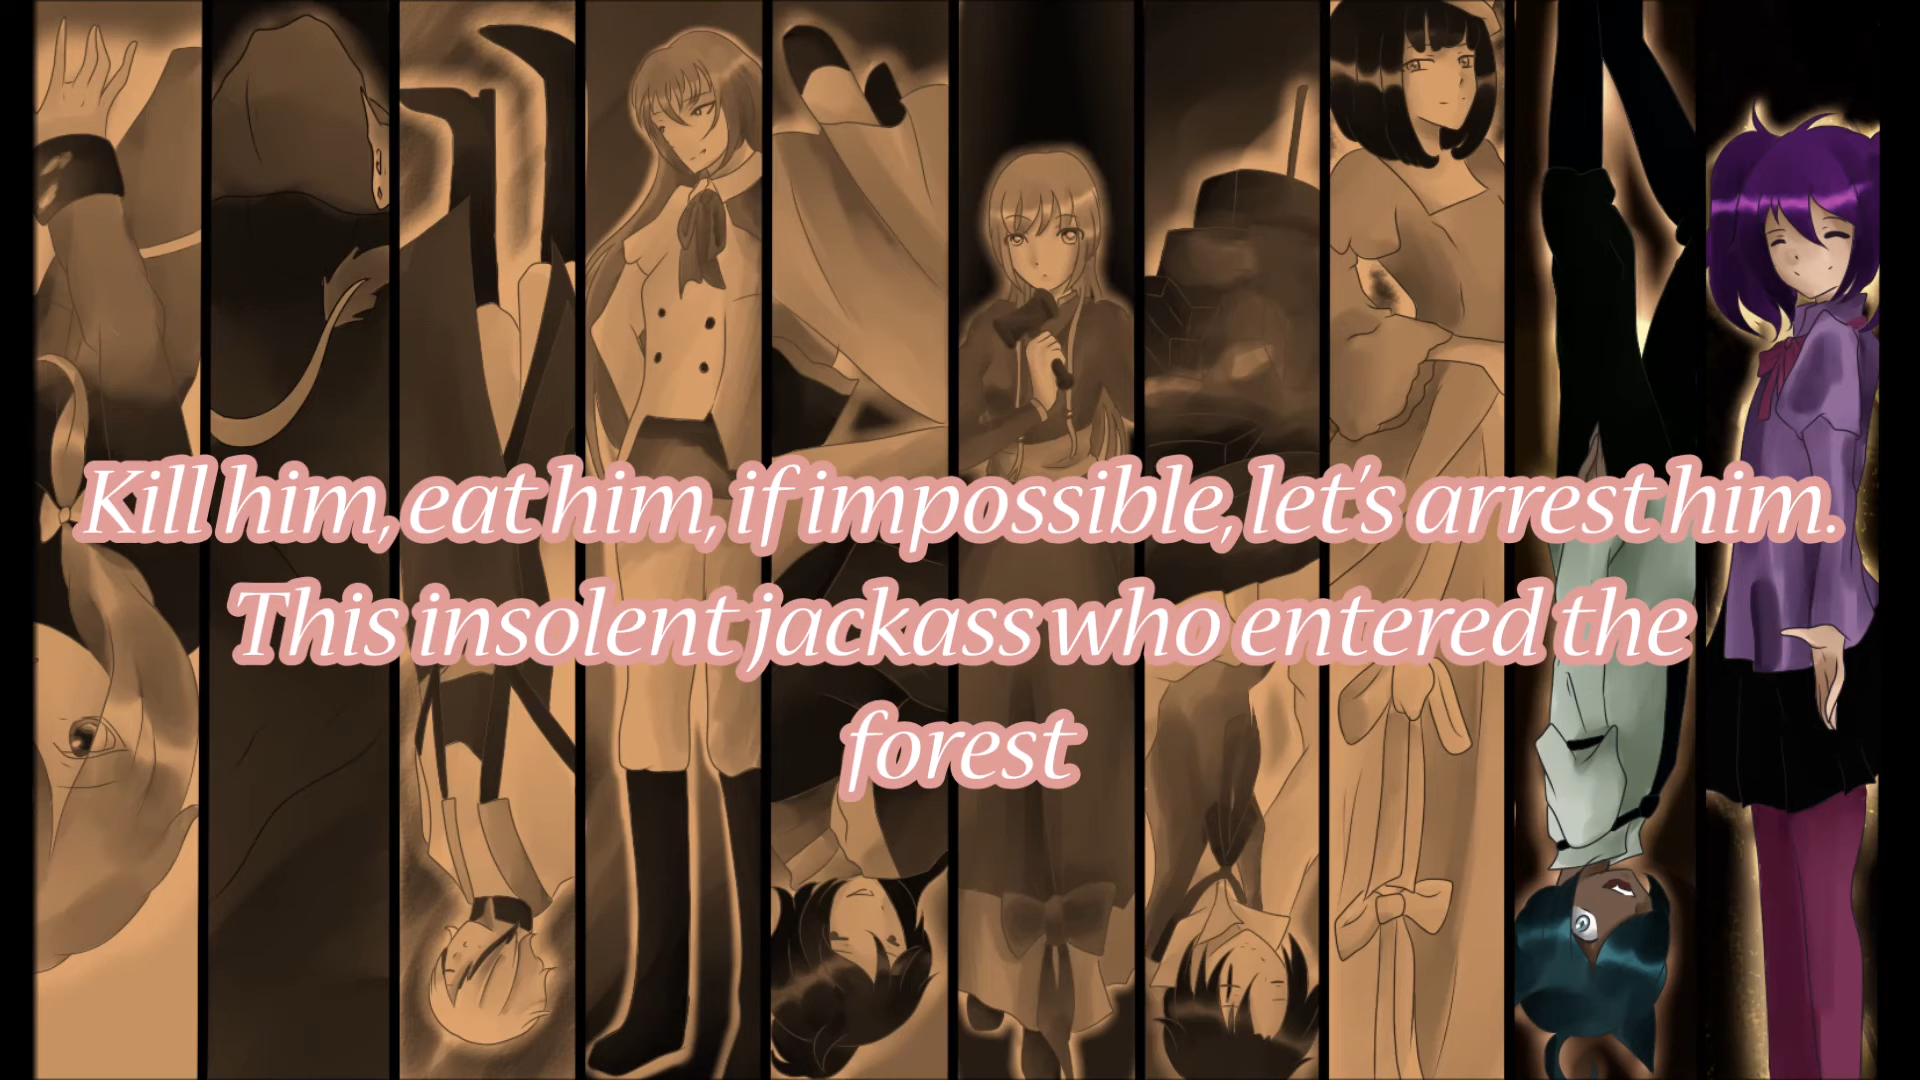 Kill him, eat him, if impossible, let's arrest him.
This insolent jackass who entered the
forest